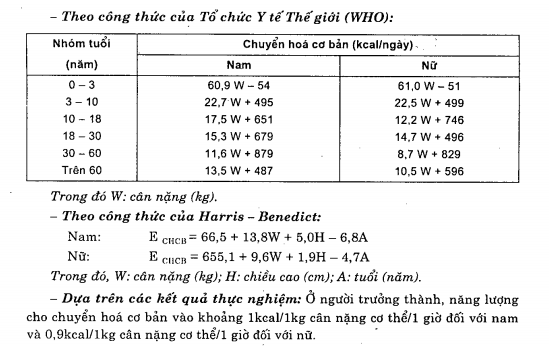 – Theo công thức của Tổ chức Y tế Thế giới (WHO):
Nhóm tuổi Chuyển hoá cơ bản (kcal/ngày)
(năm) Nam Nữ
0 – 3 60,9 W – 54 61,0 W – 51
3 – 10 22,7 W + 495 22,5 W + 499
10 – 18 17,5 W + 651 12,2 W + 746
18 – 30 15,3 W + 679 14,7 W + 496
30 – 60 11,6 W + 879 8,7 W + 829
Trên 60 13,5 W + 487 10,5 W + 596
Trong đó W: cân nặng (kg).
– Theo công thức của Harris – Benedict:
Nam: E CHCB = 66,5 + 13,8W + 5,0H – 6,8A
Nữ: E CHCB = 655,1 + 9,6W + 1,9H – 4,7A
Trong đó, W: cân nặng (kg); H: chiều cao (cm); A: tuổi (năm).
– Dựa trên các kết quả thực nghiệm: Ở người trưởng thành, năng lượng
cho chuyển hoá cơ bản vào khoảng 1kcal/1kg cân nặng cơ thể/1 giờ đối với nam
và 0,9kcal/1kg cân nặng cơ thể/1 giờ đối với nữ.